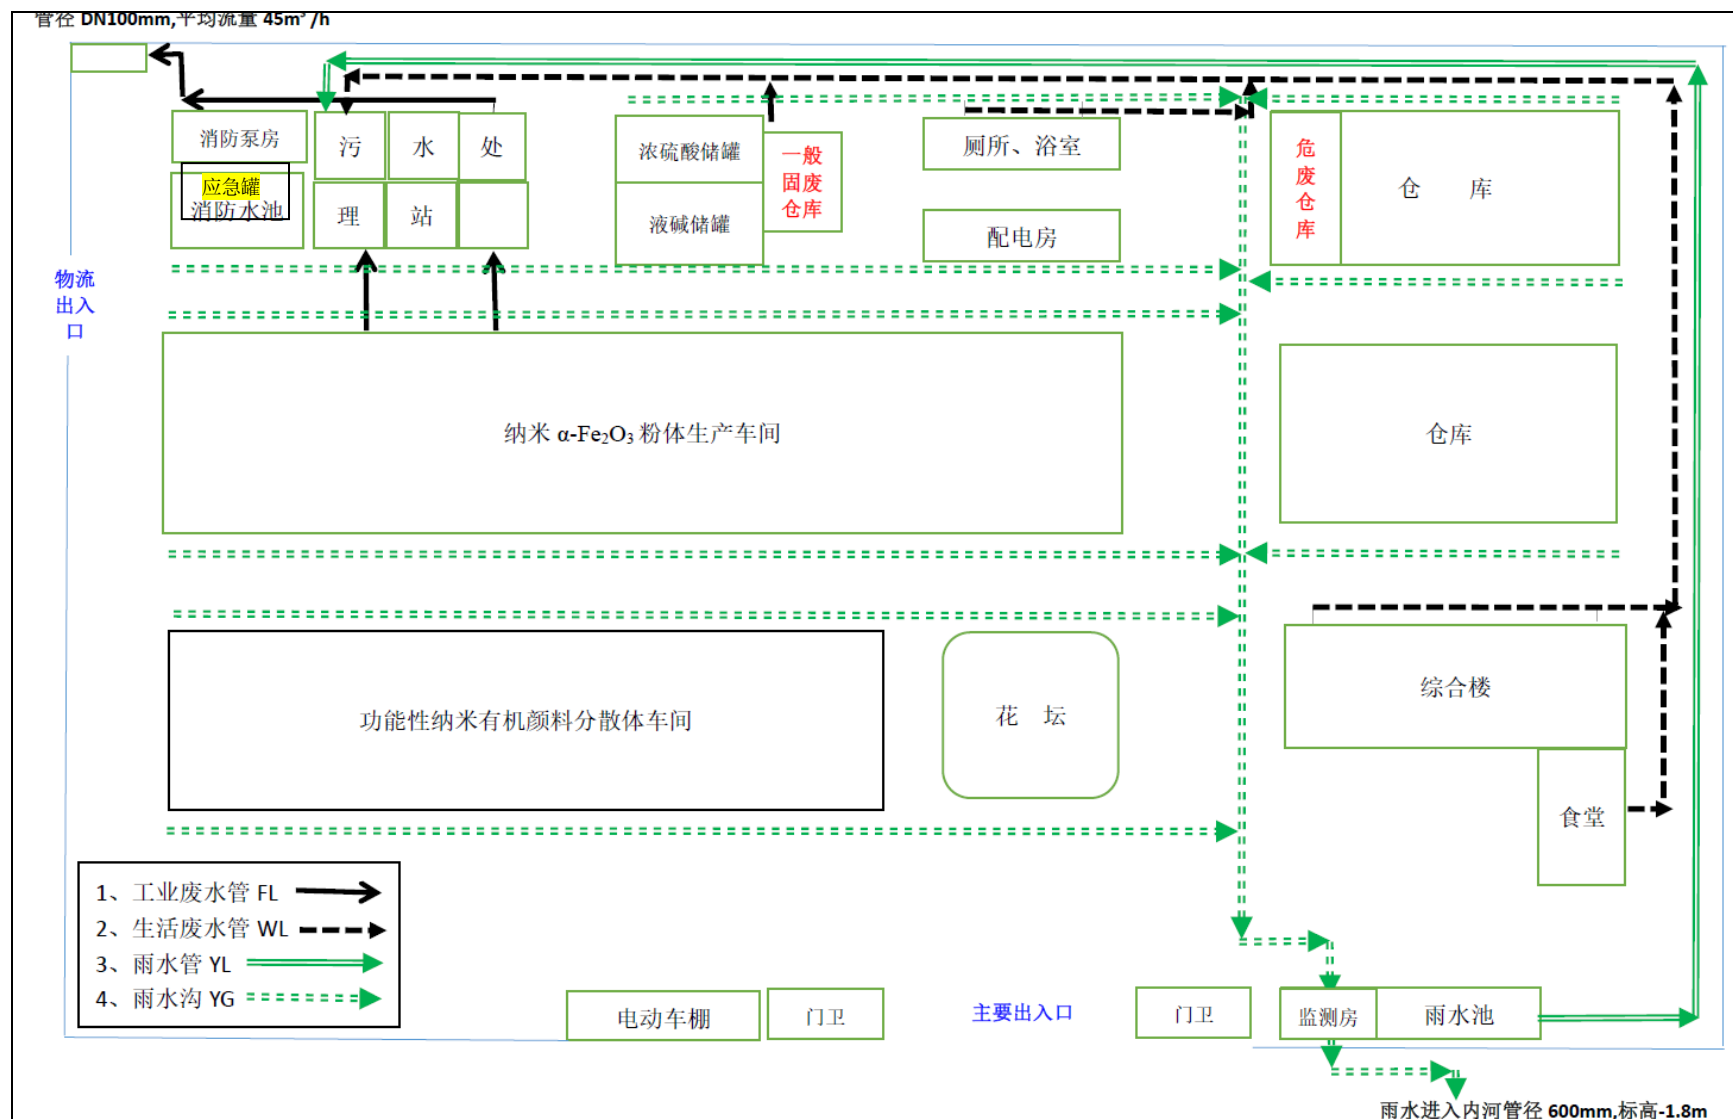 管径 DN100mm,平均流量 45m³/h
消防泵房
污
水
处
理
站
应急罐
消防水池
浓硫酸储罐
液碱储罐
一般
固废
仓库
厕所、浴室
配电房
危
废
仓
库
仓 库
物流
出入
口
纳米 α-Fe₂O₃ 粉体生产车间
仓库
功能性纳米有机颜料分散体车间
花 坛
综合楼
食堂
1、工业废水管 FL
2、生活废水管 WL
3、雨水管 YL
4、雨水沟 YG
电动车棚
门卫
主要出入口
门卫
监测房
雨水池
雨水进入内河管径 600mm,标高-1.8m